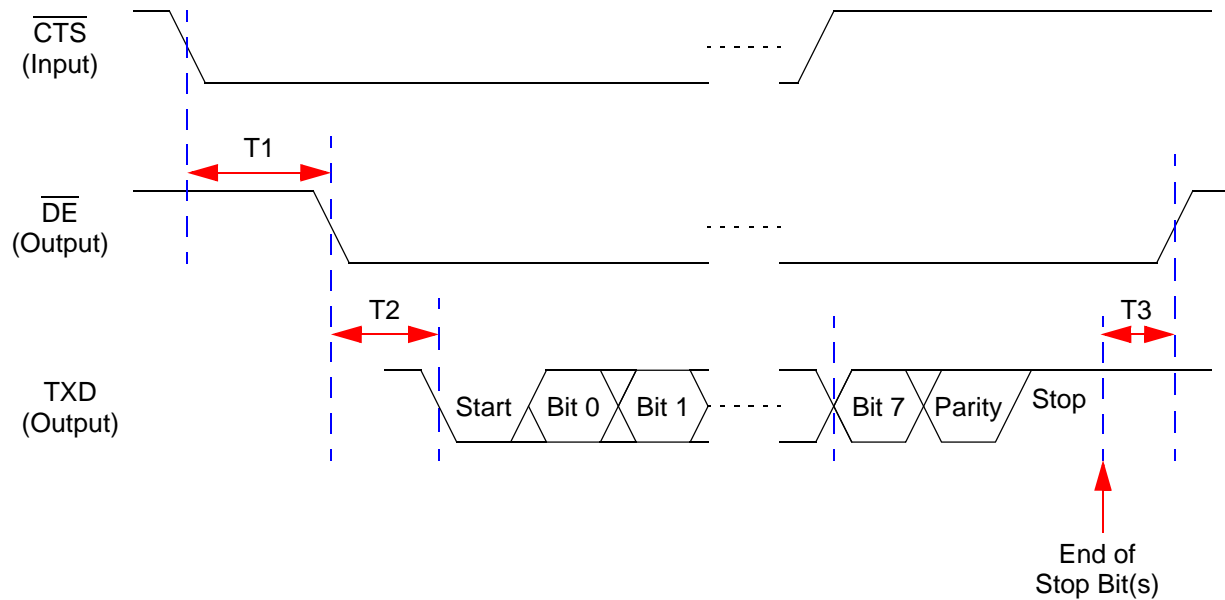 CTS
(Input)
T1
DE
(Output)
T2
T3
TXD
(Output)
Start
Bit 0
Bit 1
Bit 7
Parity
Stop
End of
Stop Bit(s)